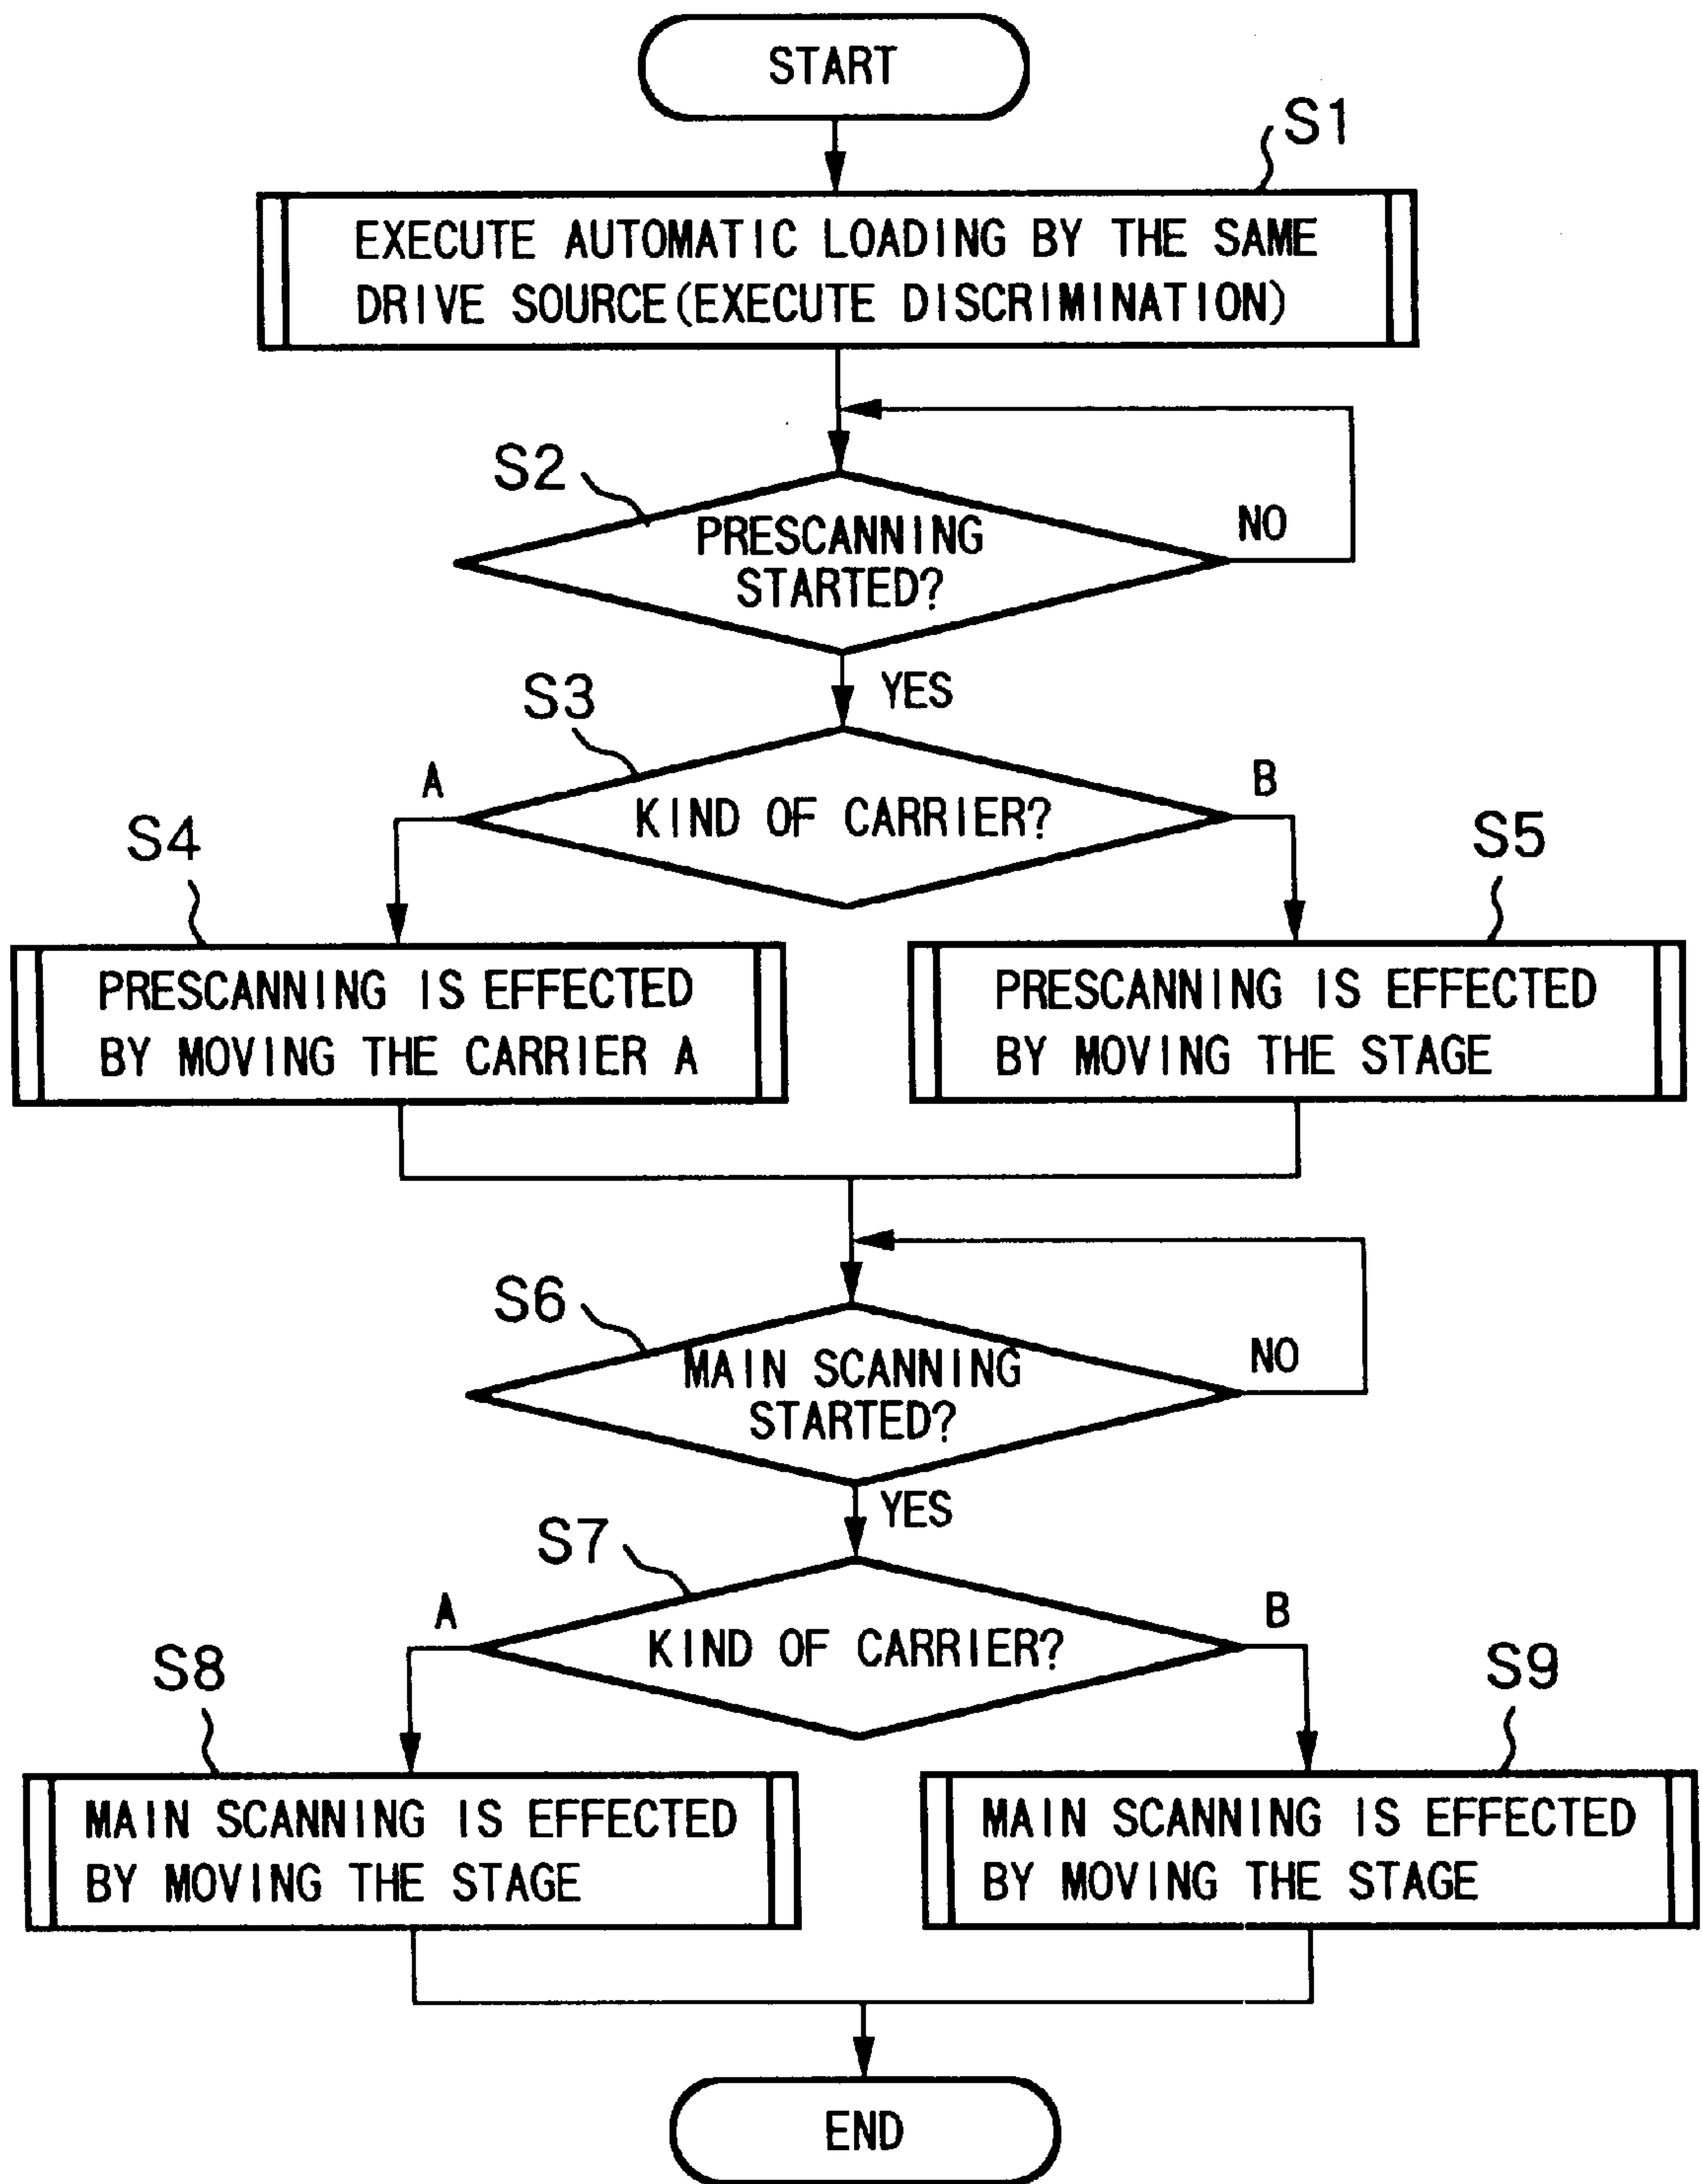 START
S1
EXECUTE AUTOMATIC LOADING BY THE SAME
DRIVE SOURCE(EXECUTE DISCRIMINATION)
S2
PRESCANNING
STARTED?
NO
YES
S3
A
KIND OF CARRIER?
B
S4
PRESCANNING IS EFFECTED
BY MOVING THE CARRIER A
S5
PRESCANNING IS EFFECTED
BY MOVING THE STAGE
S6
MAIN SCANNING
STARTED?
NO
YES
S7
A
KIND OF CARRIER?
B
S8
MAIN SCANNING IS EFFECTED
BY MOVING THE STAGE
S9
MAIN SCANNING IS EFFECTED
BY MOVING THE STAGE
END